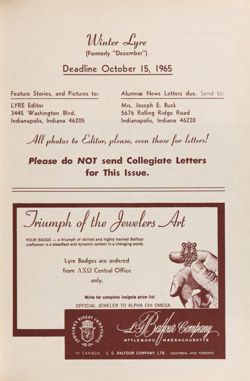 Winter Lyre
(Formerly "December")
Deadline October 15, 1965
Feature Stories, and Pictures to:
LYRE Editor
3445 Washington Blvd.
Indianapolis, Indiana 46205
Alumnæ News Letters due. Send to:
Mrs. Joseph E. Buck
5676 Rolling Ridge Road
Indianapolis, Indiana 46220
All photos to Editor, please, even those for letters!
Please do NOT send Collegiate Letters
for This Issue.
Triumph of the Jewelers Art
YOUR BADGE — a triumph of skilled and highly trained Balfour
craftsmen is a steadfast and dynamic symbol in a changing world.
Lyre Badges are ordered
from ΑΧΩ Central Office
only.
Write for complete insignia price list
OFFICIAL JEWELER TO ALPHA CHI OMEGA
L.G. Balfour Company
ATTLEBORO MASSACHUSETTS
IN CANADA L. G. BALFOUR COMPANY, LTD. MONTREAL AND TORONTO